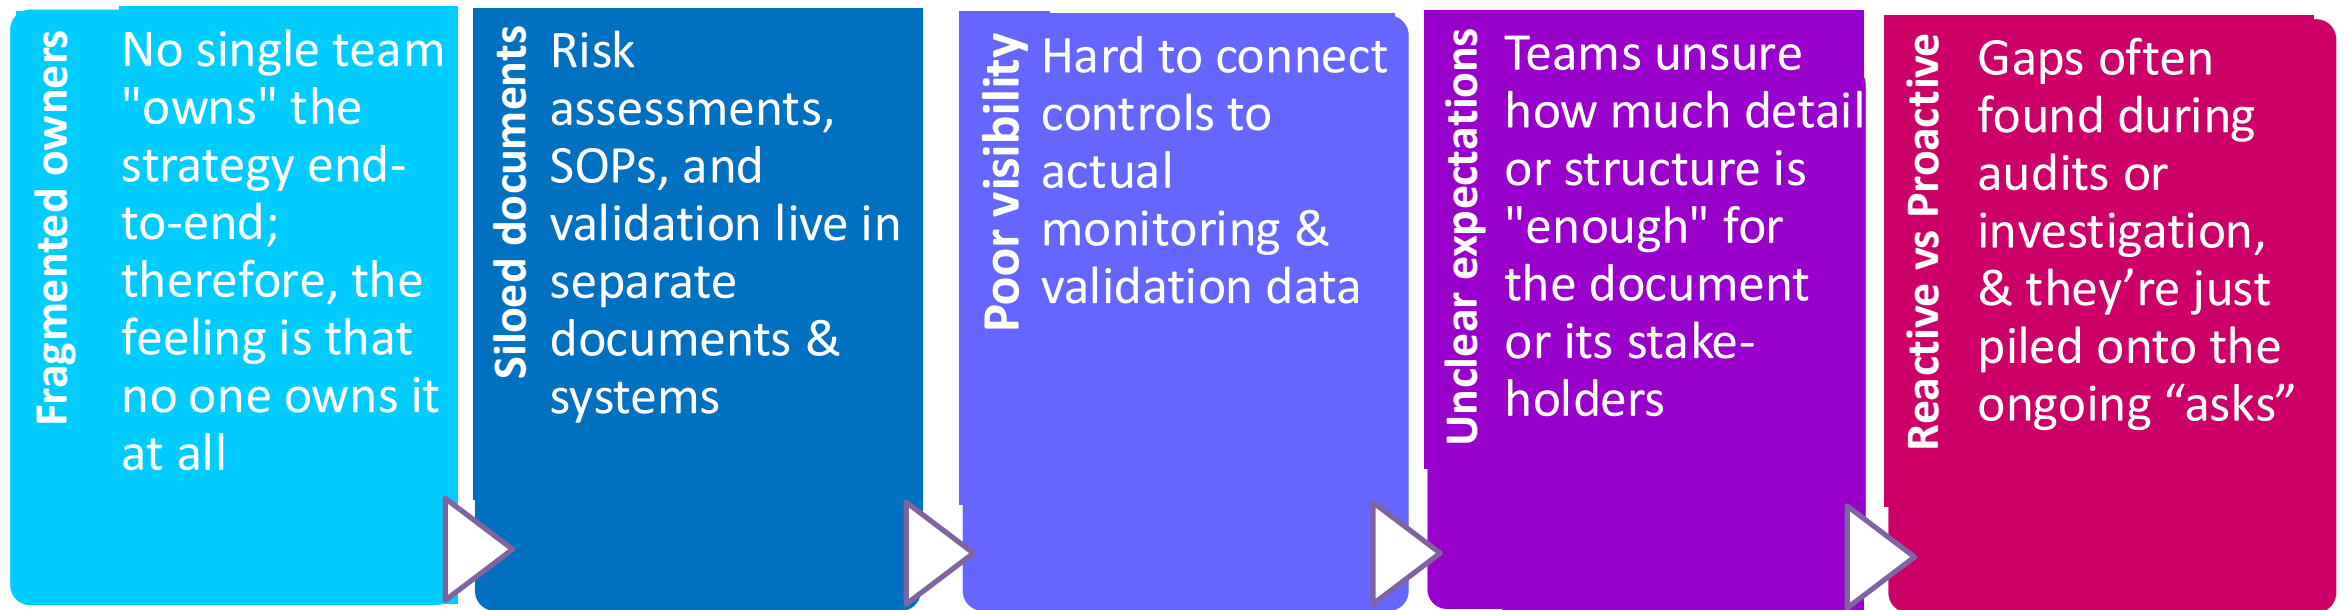 Fragmented owners
No single team
"owns" the
strategy end-
to-end;
therefore, the
feeling is that
no one owns it
at all
Siloed documents
Risk
assessments,
SOPs, and
validation live in
separate
documents &
systems
Poor visibility
Hard to connect
controls to
actual
monitoring &
validation data
Unclear expectations
Teams unsure
how much detail
or structure is
"enough" for
the document
or its stake-
holders
Reactive vs Proactive
Gaps often
found during
audits or
investigation,
& they’re just
piled onto the
ongoing “asks”